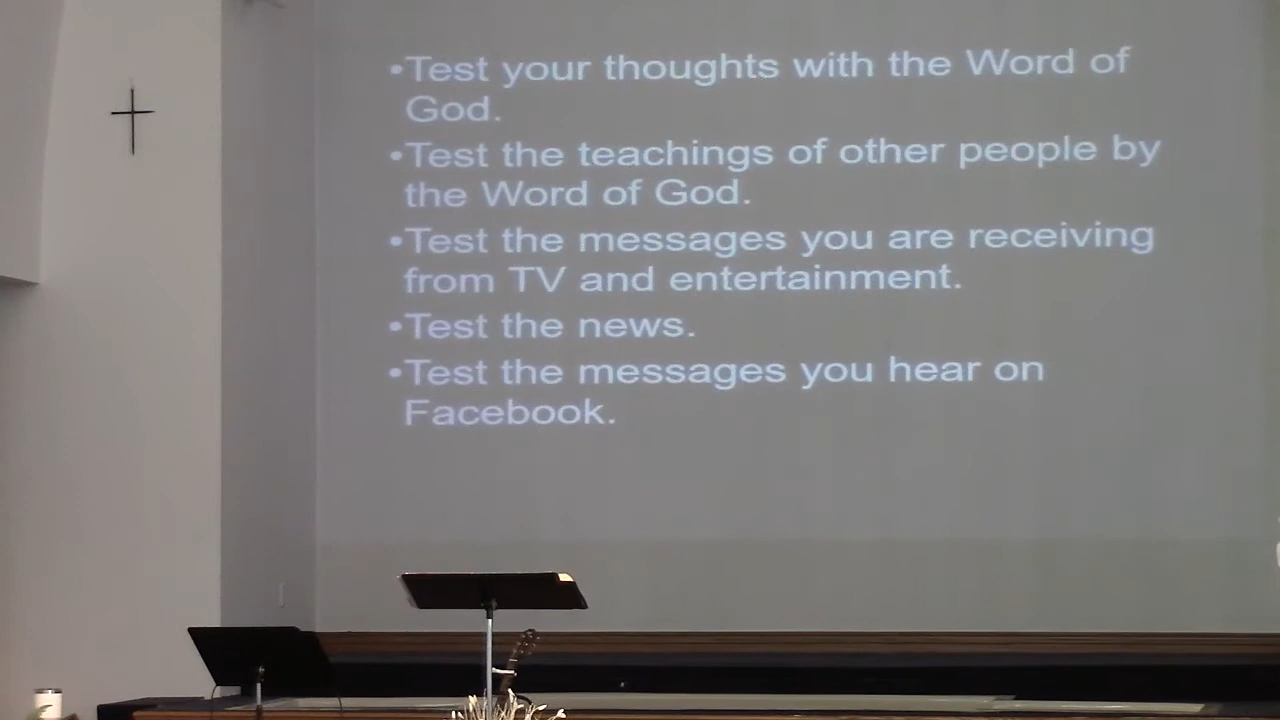 •Test your thoughts with the Word of
God.
•Test the teachings of other people by
the Word of God.
•Test the messages you are receiving
from TV and entertainment.
•Test the news.
•Test the messages you hear on
Facebook.